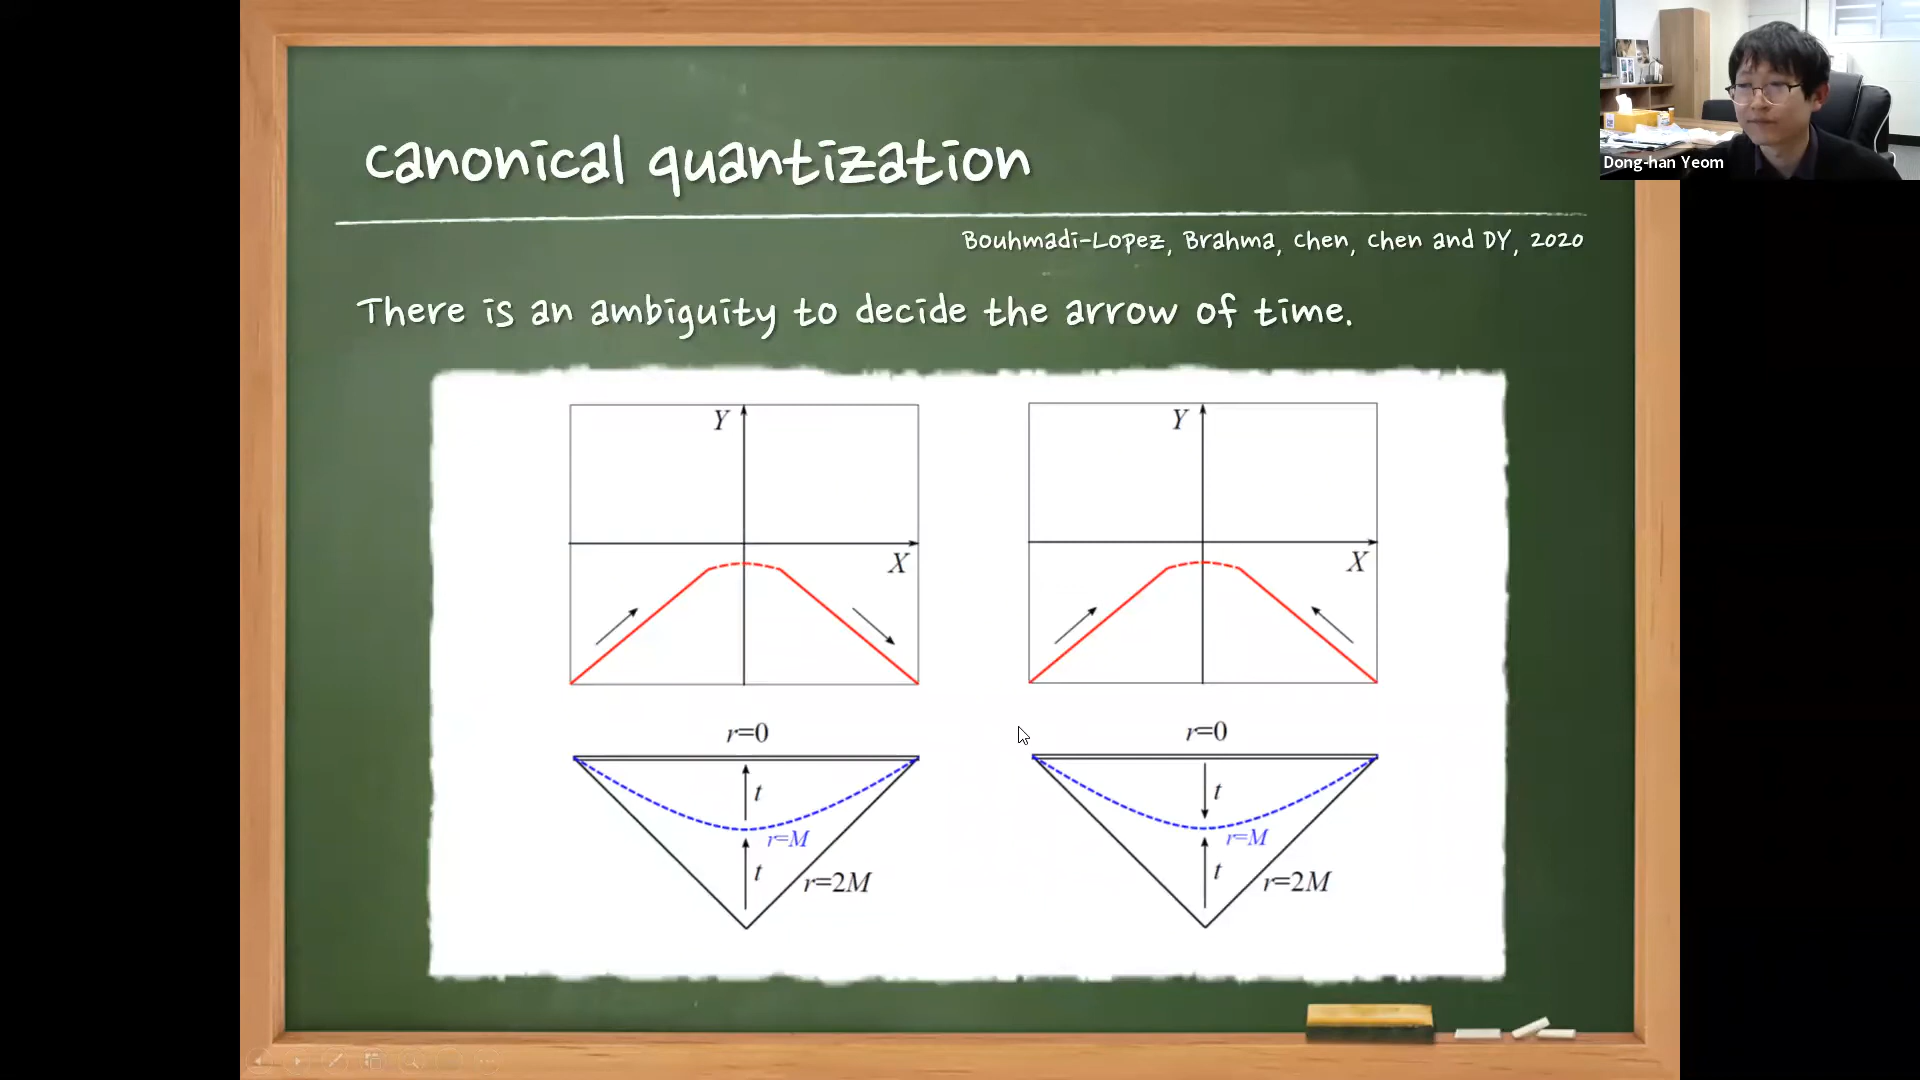 canonical quantization
Bouhmadi-Lopez, Brahma, Chen, Chen and DY, 2020
There is an ambiguity to decide the arrow of time.
Y
X
Y
X
r=0
t
r=M
t
r=2M
r=0
t
r=M
t
r=2M
Dong-han Yeom